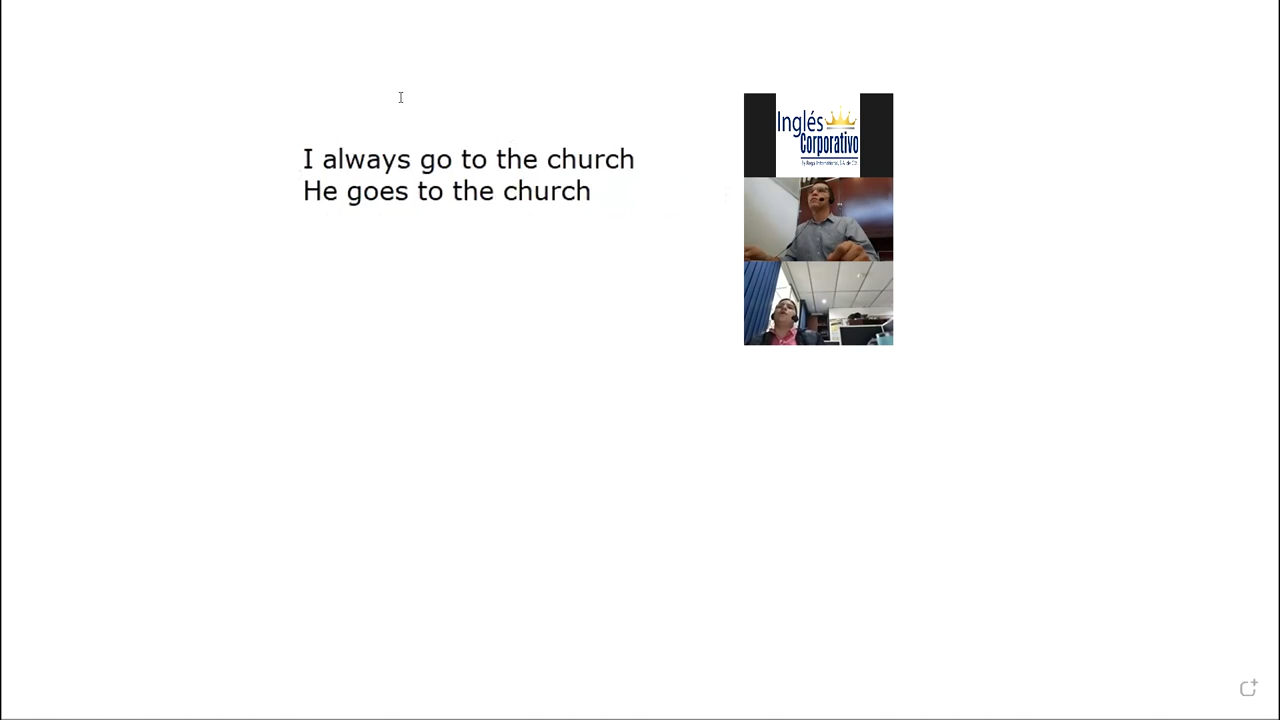 I always go to the church
He goes to the church
Inglés
Corporativo